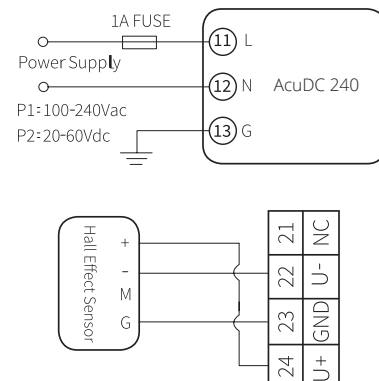 1A FUSE
11 L
Power Supply
12 N AcuDC 240
P1:100-240Vac
P2:20-60Vdc
13 G
Hall Effect Sensor
+
-
M
G
21 NC
22 U-
23 GND
24 U+